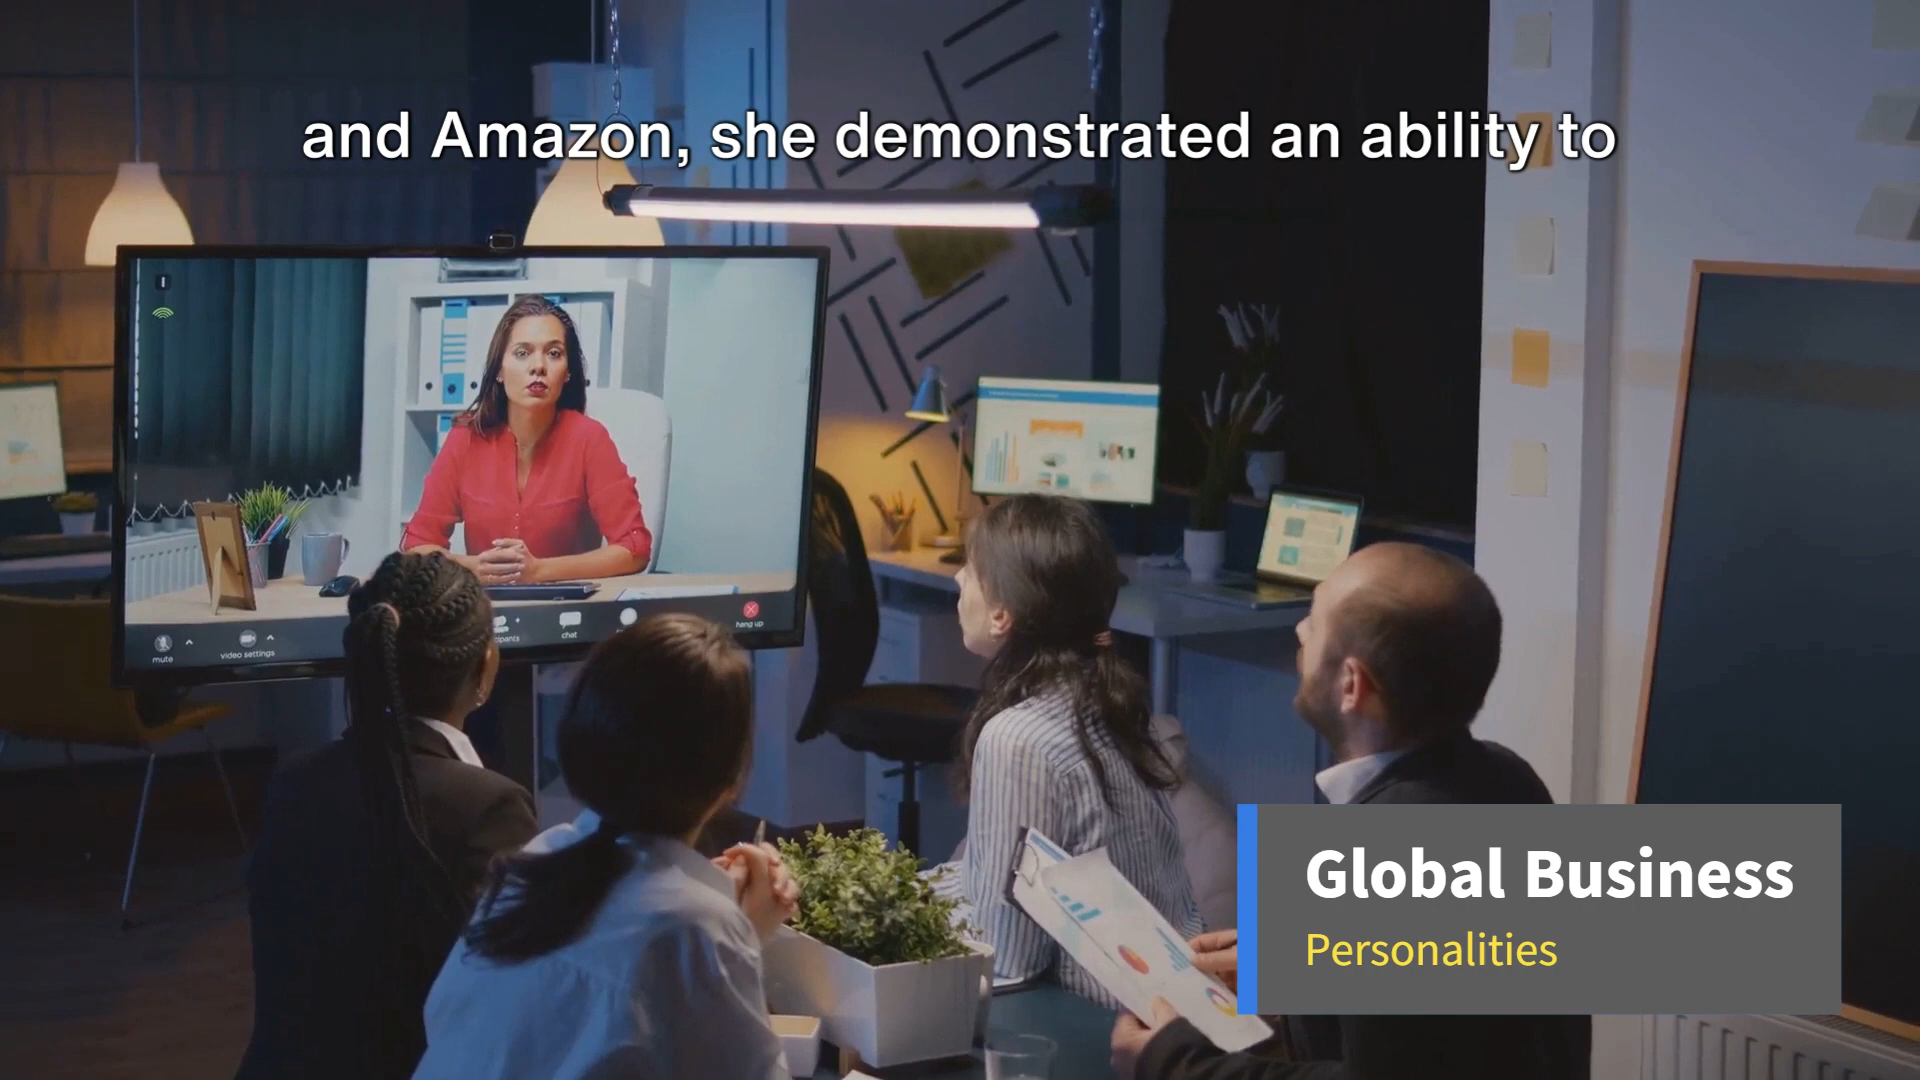 and Amazon, she demonstrated an ability to
mute
video settings
chat
hang up
Global Business
Personalities